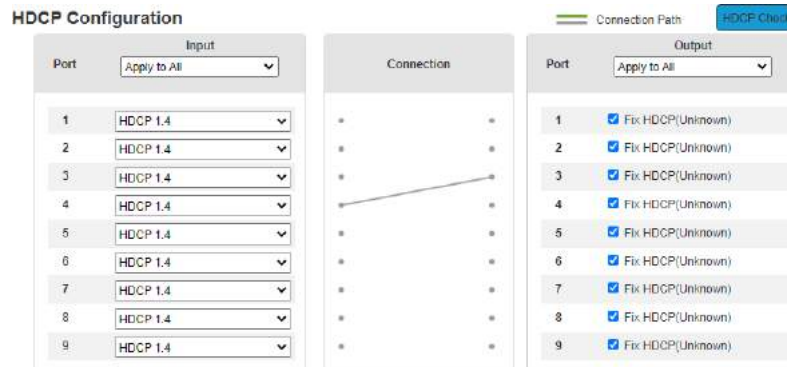 HDCP Configuration
Connection Path
HDCP Check
Input
Output
Port
Apply to All
Connection
Port
Apply to All
1 HDCP 1.4 1 Fix HDCP(Unknown)
2 HDCP 1.4 2 Fix HDCP(Unknown)
3 HDCP 1.4 3 Fix HDCP(Unknown)
4 HDCP 1.4 4 Fix HDCP(Unknown)
5 HDCP 1.4 5 Fix HDCP(Unknown)
6 HDCP 1.4 6 Fix HDCP(Unknown)
7 HDCP 1.4 7 Fix HDCP(Unknown)
8 HDCP 1.4 8 Fix HDCP(Unknown)
9 HDCP 1.4 9 Fix HDCP(Unknown)